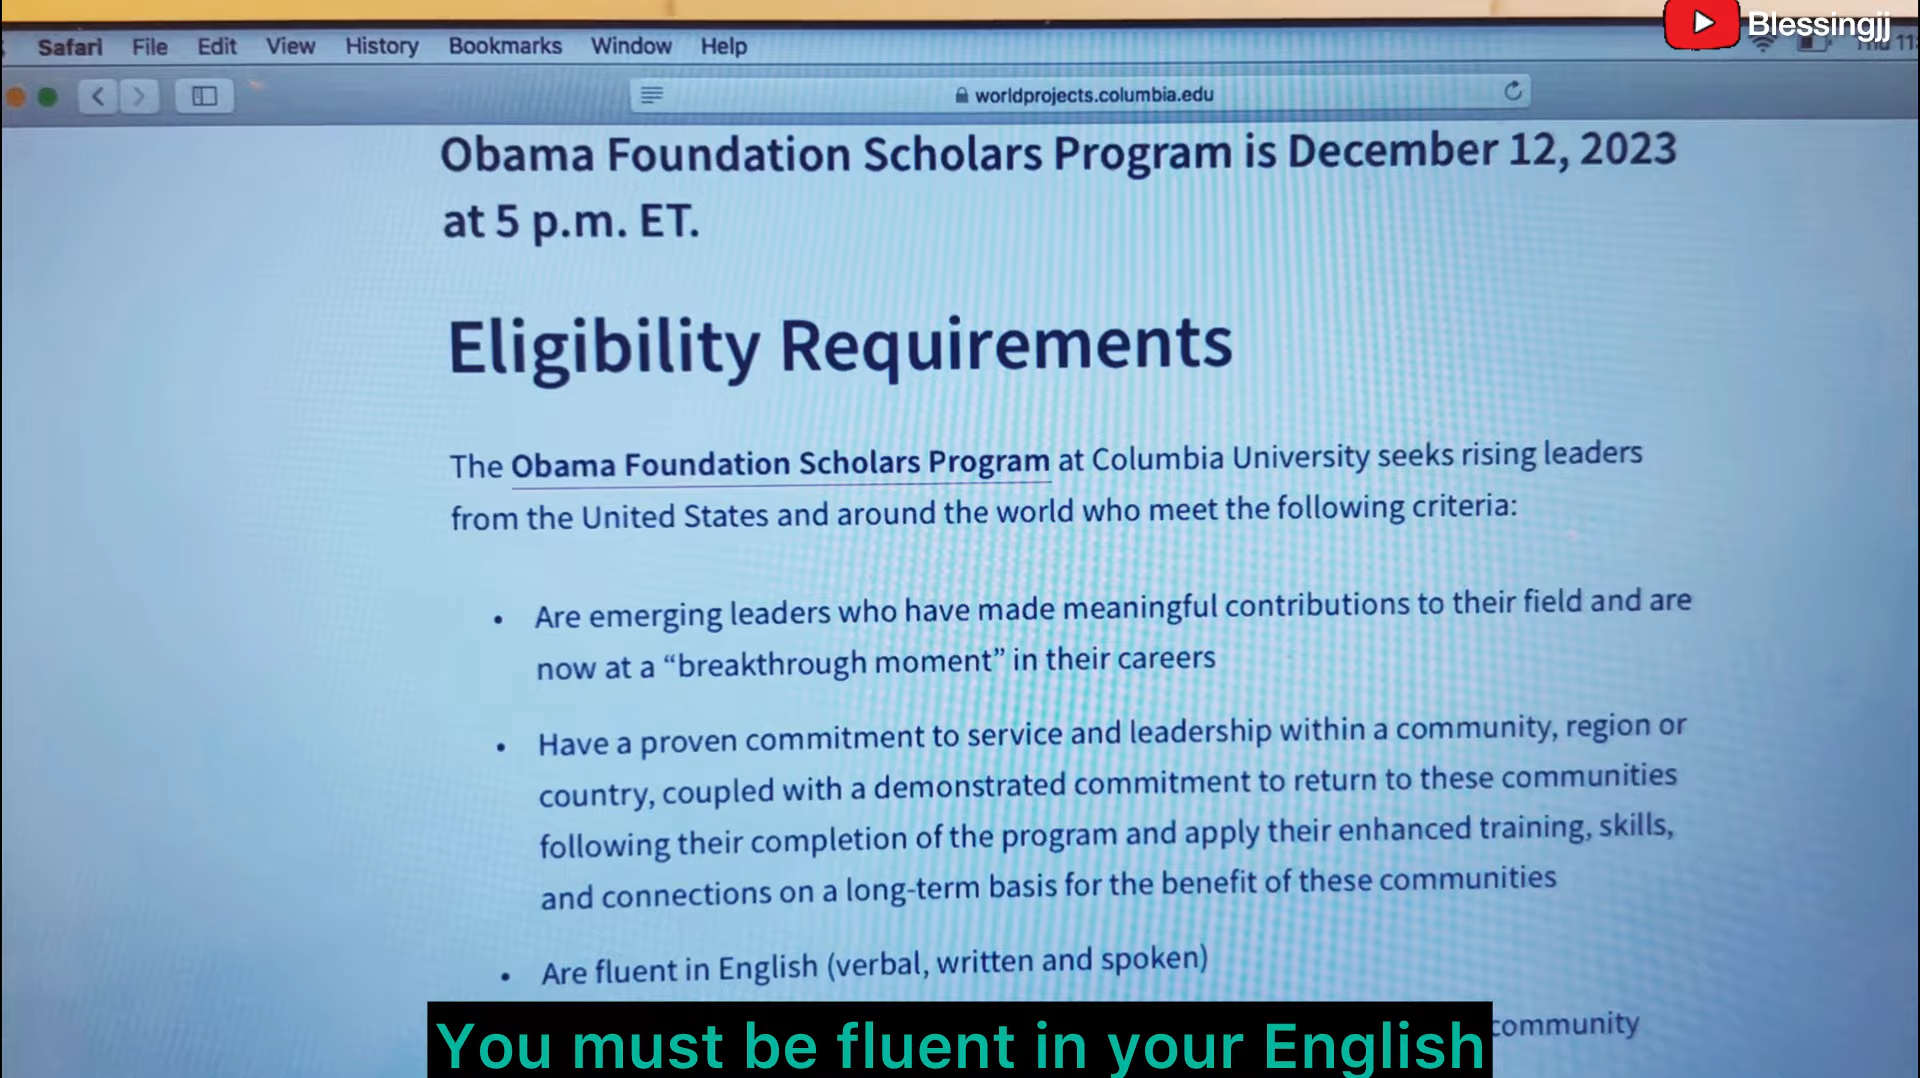 Blessingjj
Safari File Edit View History Bookmarks Window Help
worldprojects.columbia.edu
Obama Foundation Scholars Program is December 12, 2023
at 5 p.m. ET.
Eligibility Requirements
The Obama Foundation Scholars Program at Columbia University seeks rising leaders
from the United States and around the world who meet the following criteria:
• Are emerging leaders who have made meaningful contributions to their field and are
now at a “breakthrough moment” in their careers
• Have a proven commitment to service and leadership within a community, region or
country, coupled with a demonstrated commitment to return to these communities
following their completion of the program and apply their enhanced training, skills,
and connections on a long-term basis for the benefit of these communities
• Are fluent in English (verbal, written and spoken)
community
You must be fluent in your English